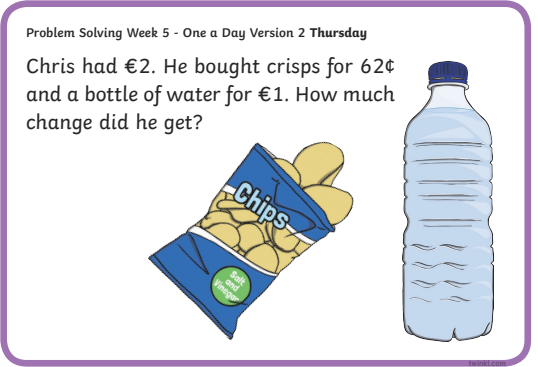 Problem Solving Week 5 - One a Day Version 2 Thursday
Chris had €2. He bought crisps for 62¢
and a bottle of water for €1. How much
change did he get?
Chips
Salt
and
Vinegar
twinkl.com